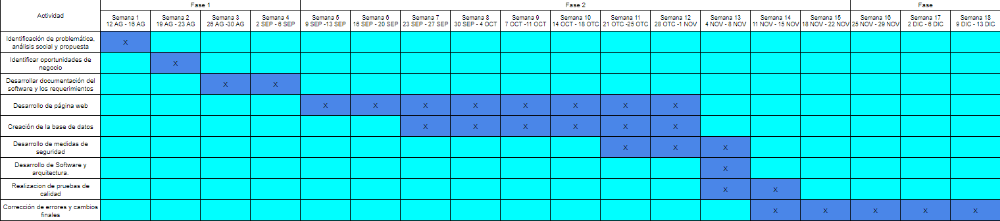 Actividad
Fase 1
Fase 2
Fase
Semana 1
12 AG - 16 AG
Semana 2
19 AG - 23 AG
Semana 3
26 AG -30 AG
Semana 4
2 SEP - 6 SEP
Semana 5
9 SEP -13 SEP
Semana 6
16 SEP - 20 SEP
Semana 7
23 SEP - 27 SEP
Semana 8
30 SEP - 4 OCT
Semana 9
7 OCT -11 OCT
Semana 10
14 OCT - 18 OTC
Semana 11
21 OTC -25 OTC
Semana 12
28 OTC -1 NOV
Semana 13
4 NOV - 8 NOV
Semana 14
11 NOV - 15 NOV
Semana 15
18 NOV - 22 NOV
Semana 16
25 NOV - 29 NOV
Semana 17
2 DIC - 6 DIC
Semana 18
9 DIC - 13 DIC
Identificación de problemática,
análisis social y propuesta
X
Identificar oportunidades de
negocio
X
Desarrollar documentación del
software y los requerimientos
X X
Desarrollo de página web
X X X X X X X X
Creación de la base de datos
X X X X X X
Desarrollo de medidas de
seguridad
X X X
Desarrollo de Software y
arquitectura.
X
Realizacion de pruebas de
calidad
X X
Corrección de errores y cambios
finales
X X X X X